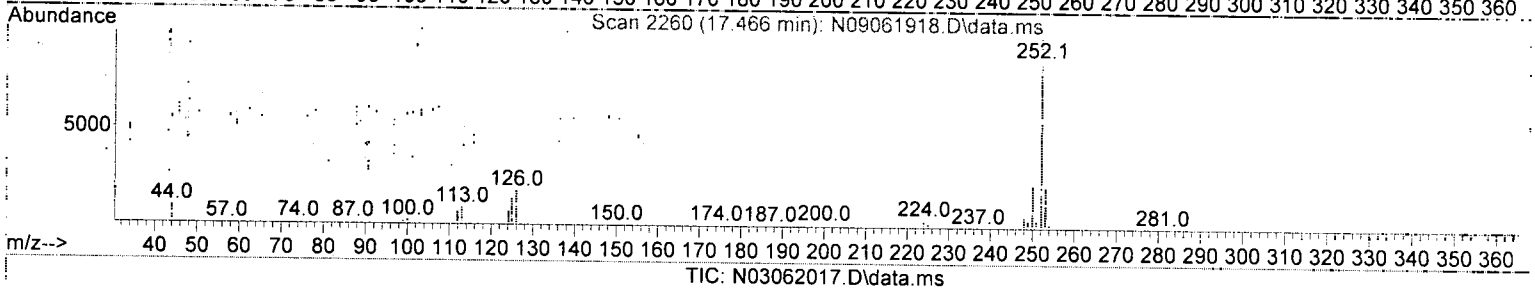 Abundance
Scan 2260 (17.466 min): N09061918.D\data.ms
252.1
5000
126.0
44.0 113.0
57.0 74.0 87.0 100.0 150.0 174.0187.0200.0 224.0237.0 281.0
m/z-->
40 50 60 70 80 90 100 110 120 130 140 150 160 170 180 190 200 210 220 230 240 250 260 270 280 290 300 310 320 330 340 350 360
TIC: N03062017.D\data.ms